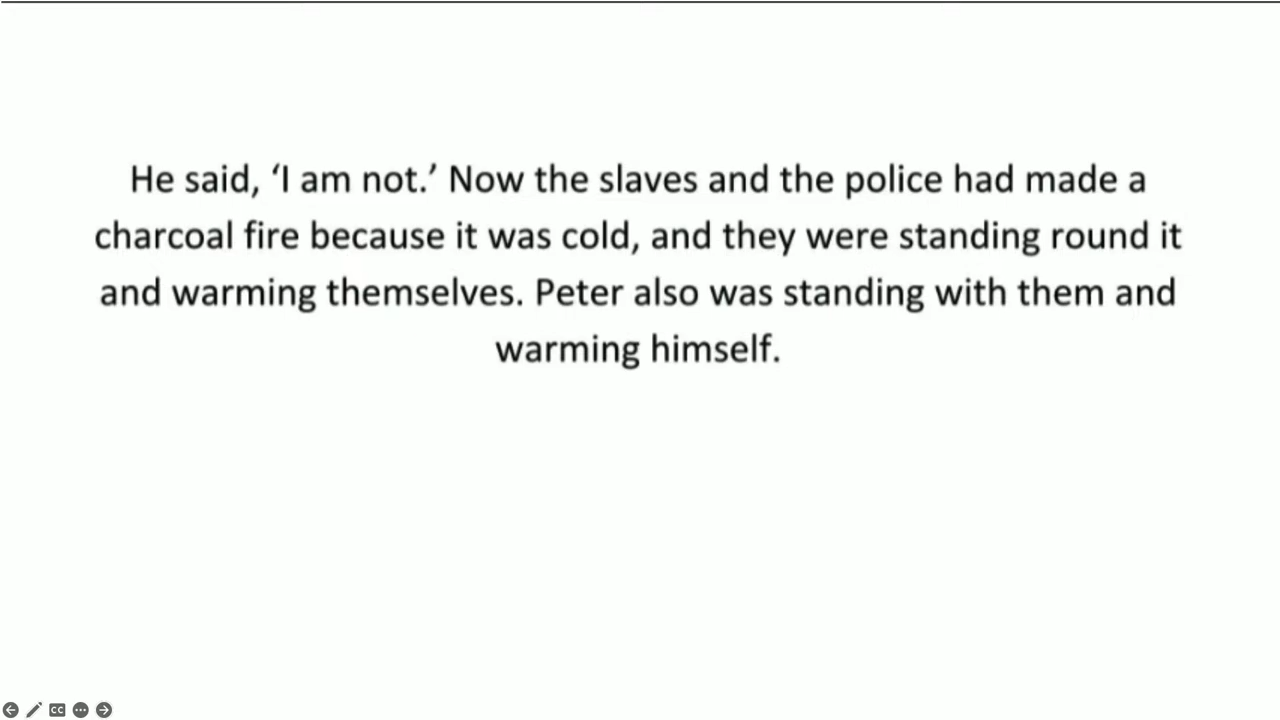 He said, ‘I am not.’ Now the slaves and the police had made a
charcoal fire because it was cold, and they were standing round it
and warming themselves. Peter also was standing with them and
warming himself.
CC